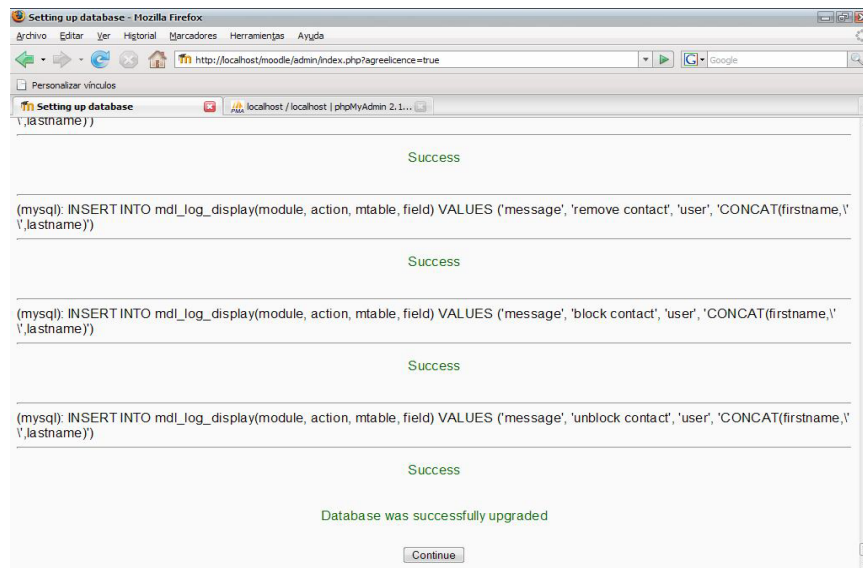 Setting up database - Mozilla Firefox
Archivo Editar Ver Historial Marcadores Herramientas Ayuda
http://localhost/moodle/admin/index.php?agreelicence=true
Google
Personalizar vínculos
Setting up database
localhost / localhost | phpMyAdmin 2.1...
\',lastname)')
Success
(mysql): INSERT INTO mdl_log_display(module, action, mtable, field) VALUES ('message', 'remove contact', 'user', 'CONCAT(firstname,\'
\',lastname)')
Success
(mysql): INSERT INTO mdl_log_display(module, action, mtable, field) VALUES ('message', 'block contact', 'user', 'CONCAT(firstname,\'
\',lastname)')
Success
(mysql): INSERT INTO mdl_log_display(module, action, mtable, field) VALUES ('message', 'unblock contact', 'user', 'CONCAT(firstname,\'
\',lastname)')
Success
Database was successfully upgraded
Continue